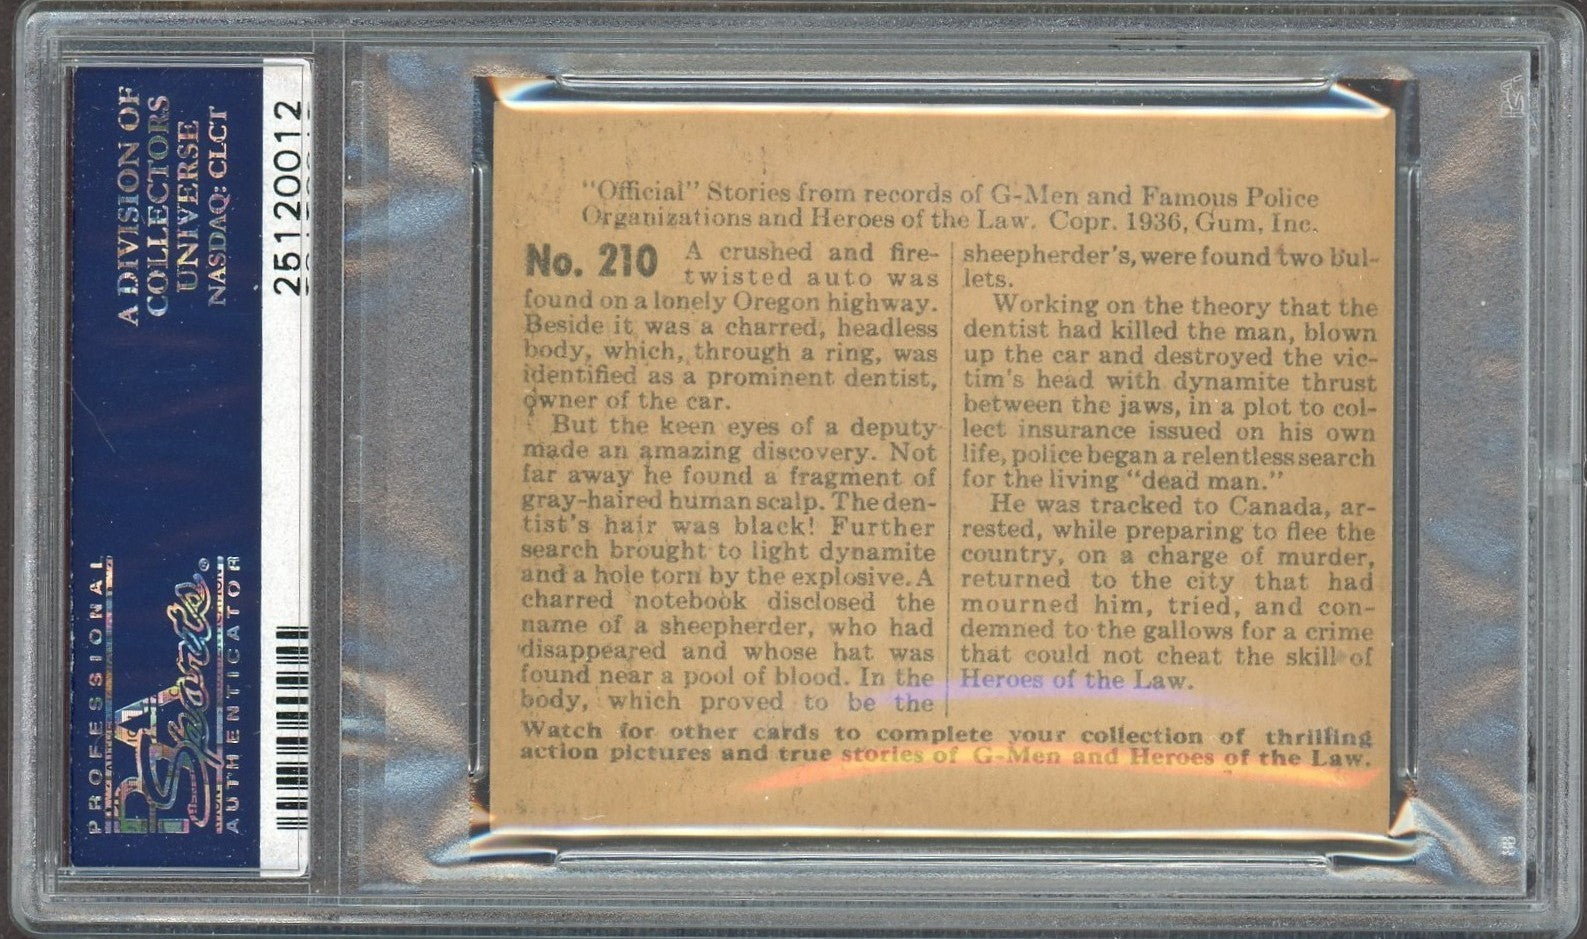 A DIVISION OF
COLLECTORS
UNIVERSE
NASDAQ: CLCT
PROFESSIONAL
PSA
Sports®
AUTHENTICATOR
25120012
"Official" Stories from records of G-Men and Famous Police
Organizations and Heroes of the Law. Copr. 1936, Gum, Inc.
No. 210 A crushed and fire-
twisted auto was
found on a lonely Oregon highway.
Beside it was a charred, headless
body, which, through a ring, was
identified as a prominent dentist,
owner of the car.
But the keen eyes of a deputy
made an amazing discovery. Not
far away he found a fragment of
gray-haired human scalp. The den-
tist's hair was black! Further
search brought to light dynamite
and a hole torn by the explosive. A
charred notebook disclosed the
name of a sheepherder, who had
disappeared and whose hat was
found near a pool of blood. In the
body, which proved to be the
sheepherder's, were found two bul-
lets.
Working on the theory that the
dentist had killed the man, blown
up the car and destroyed the vic-
tim's head with dynamite thrust
between the jaws, in a plot to col-
lect insurance issued on his own
life, police began a relentless search
for the living "dead man."
He was tracked to Canada, ar-
rested, while preparing to flee the
country, on a charge of murder,
returned to the city that had
mourned him, tried, and con-
demned to the gallows for a crime
that could not cheat the skill of
Heroes of the Law.
Watch for other cards to complete your collection of thrilling
action pictures and true stories of G-Men and Heroes of the Law.